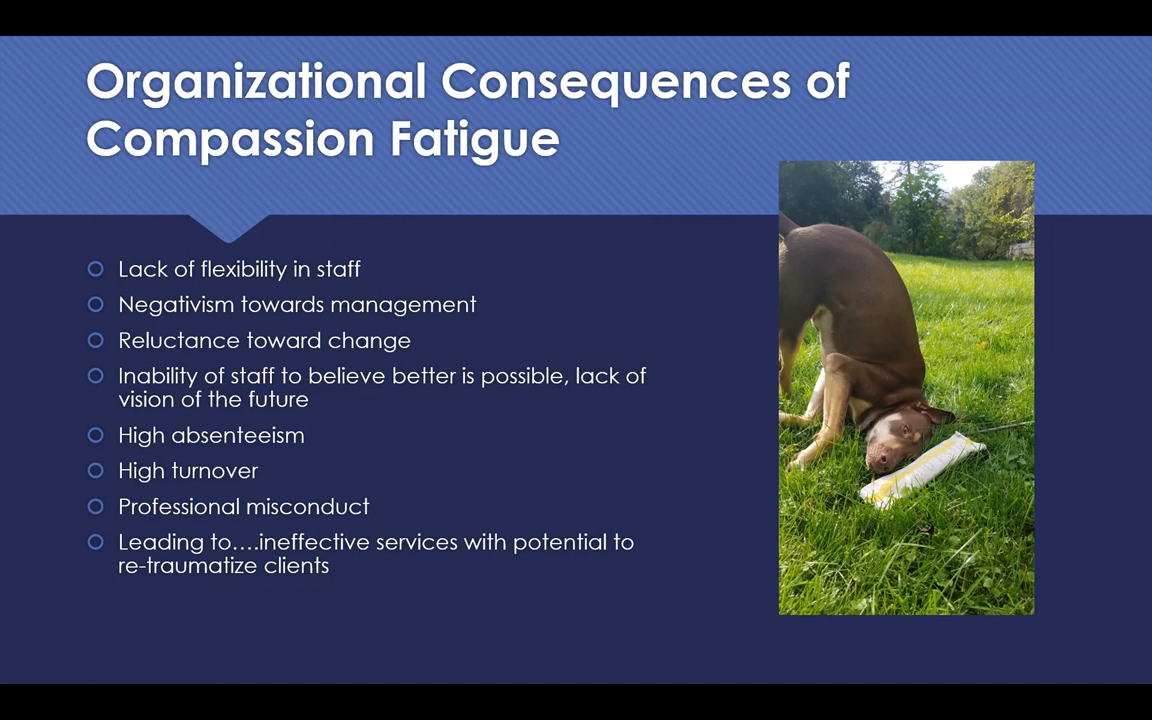 Organizational Consequences of
Compassion Fatigue
Lack of flexibility in staff
Negativism towards management
Reluctance toward change
Inability of staff to believe better is possible, lack of
vision of the future
High absenteeism
High turnover
Professional misconduct
Leading to....ineffective services with potential to
re-traumatize clients